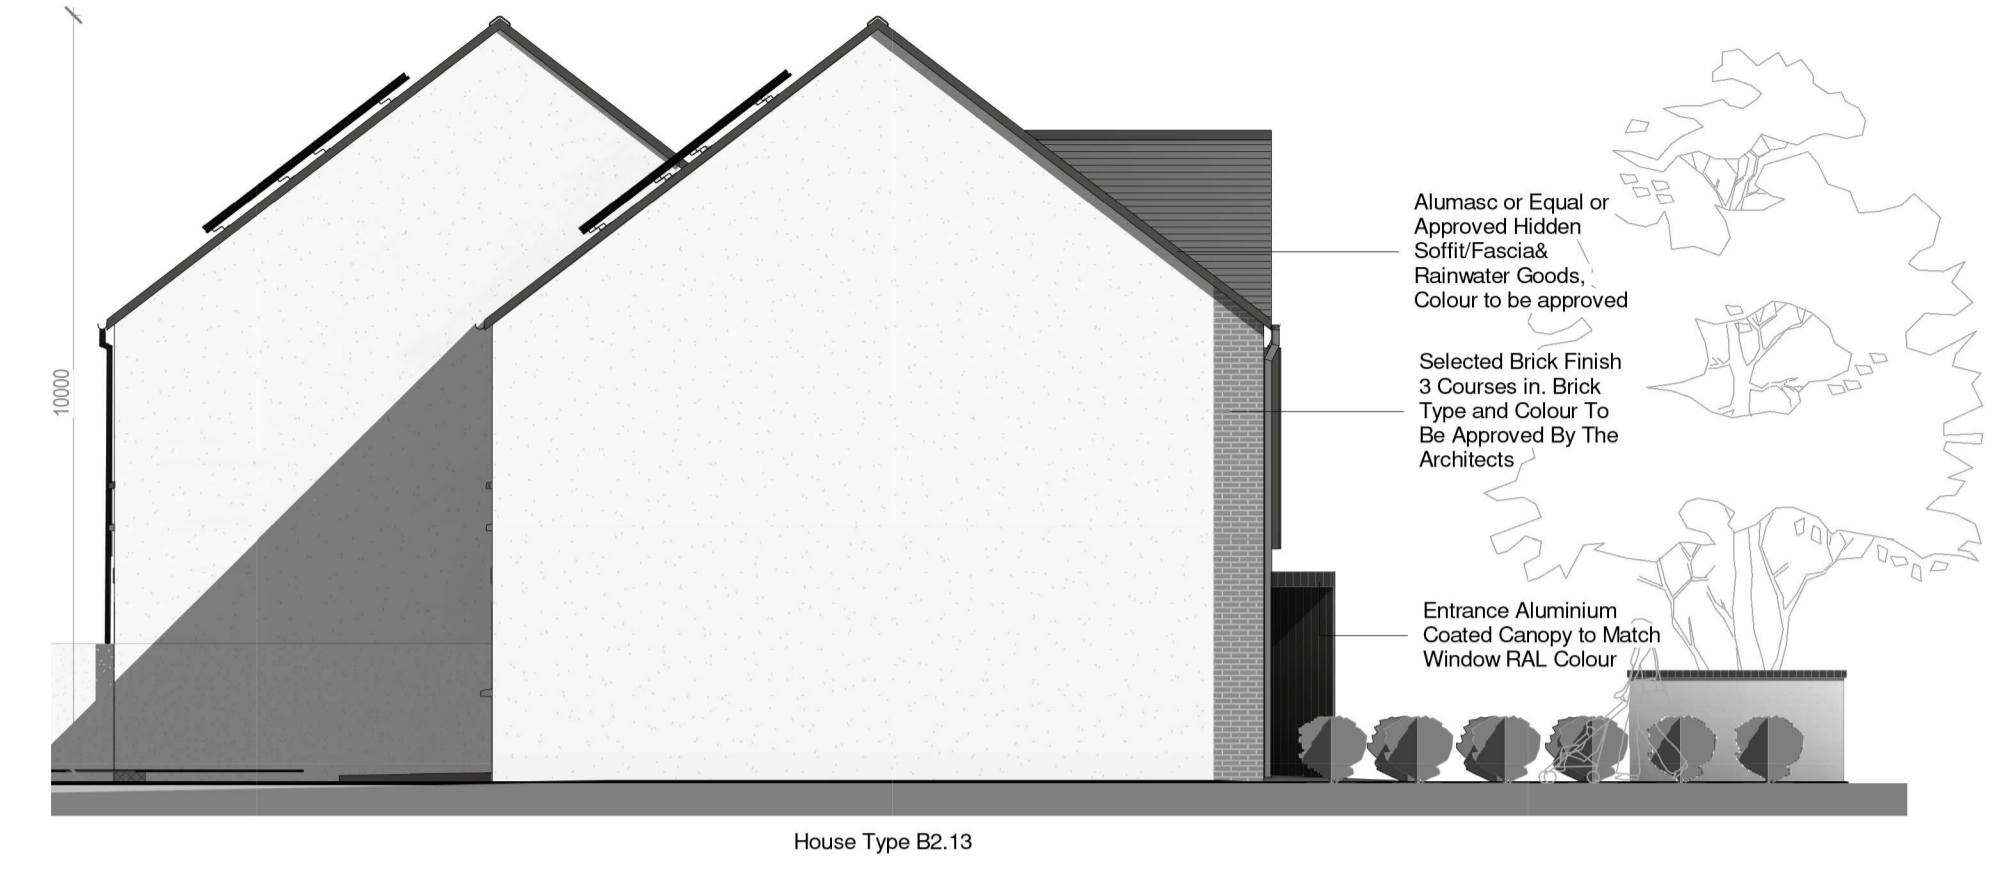 10000
Alumasc or Equal or
Approved Hidden
Soffit/Fascia&
Rainwater Goods,
Colour to be approved
Selected Brick Finish
3 Courses in. Brick
Type and Colour To
Be Approved By The
Architects
Entrance Aluminium
Coated Canopy to Match
Window RAL Colour
House Type B2.13